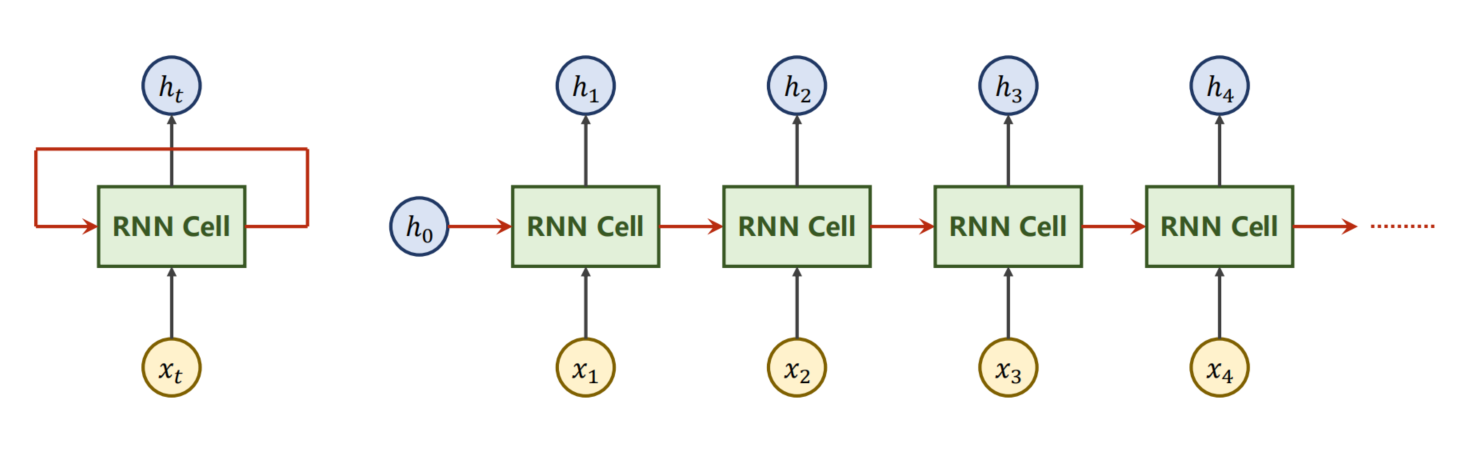 h_t h_1 h_2 h_3 h_4
RNN Cell h_0 RNN Cell RNN Cell RNN Cell RNN Cell ..........
x_t x_1 x_2 x_3 x_4